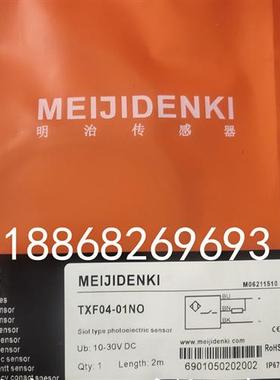 MEIJIDENKI
明治传感器
18868269693
MEIJIDENKI
M06211510
TXF04-01NO
Slot type photoelectric sensor
BU
BN
BK
Ub: 10-30V DC
www.meijidenki.com
RoHS
Qty: 1
Length: 2m
6901050202002
IP67